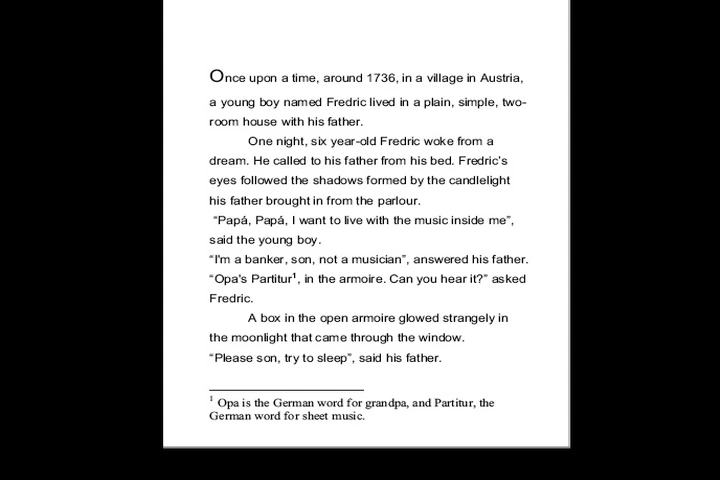 Once upon a time, around 1736, in a village in Austria,
a young boy named Fredric lived in a plain, simple, two-
room house with his father.
One night, six year-old Fredric woke from a
dream. He called to his father from his bed. Fredric's
eyes followed the shadows formed by the candlelight
his father brought in from the parlour.
“Papá, Papá, I want to live with the music inside me”,
said the young boy.
“I'm a banker, son, not a musician”, answered his father.
“Opa's Partitur¹, in the armoire. Can you hear it?” asked
Fredric.
A box in the open armoire glowed strangely in
the moonlight that came through the window.
“Please son, try to sleep”, said his father.
¹ Opa is the German word for grandpa, and Partitur, the
German word for sheet music.